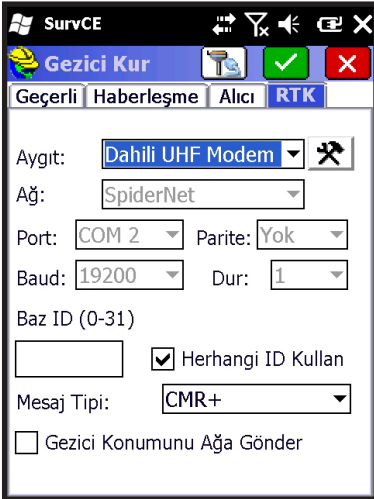 SurvCE
Gezici Kur
Geçerli Haberleşme Alıcı RTK
Aygıt: Dahili UHF Modem
Ağ: SpiderNet
Port: COM 2 Parite: Yok
Baud: 19200 Dur: 1
Baz ID (0-31)
Herhangi ID Kullan
Mesaj Tipi: CMR+
Gezici Konumunu Ağa Gönder